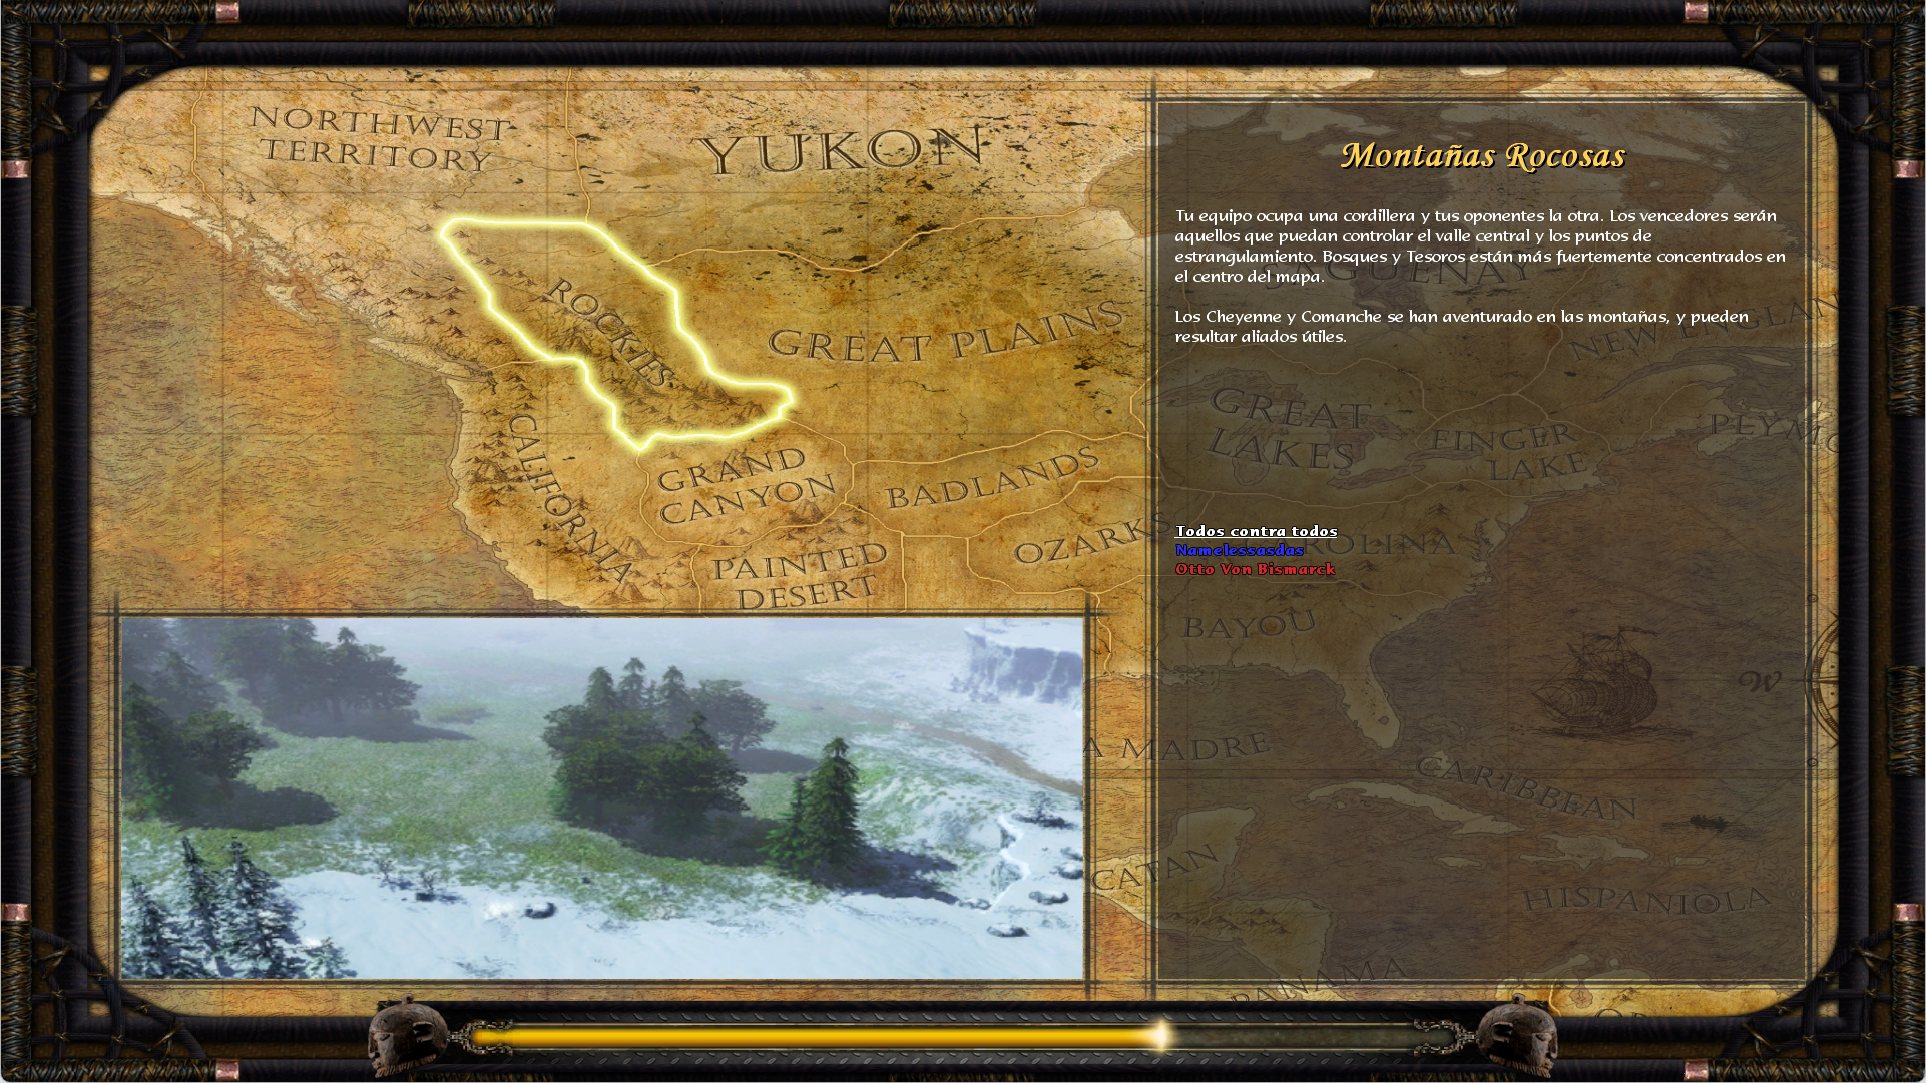 NORTHWEST
TERRITORY
YUKON
ROCKIES
GREAT PLAINS
CALIFORNIA
GRAND
CANYON
BADLANDS
OZARKS
PAINTED
DESERT
Montañas Rocosas
Tu equipo ocupa una cordillera y tus oponentes la otra. Los vencedores serán
aquellos que puedan controlar el valle central y los puntos de
estrangulamiento. Bosques y Tesoros están más fuertemente concentrados en
el centro del mapa.
Los Cheyenne y Comanche se han aventurado en las montañas, y pueden
resultar aliados útiles.
GREAT
LAKES
FINGER
LAKE
Todos contra todos
Namelessasdas
Otto Von Bismarck
CAROLINA
BAYOU
W
A MADRE
CARIBBEAN
CATAN
HISPANIOLA
PANAMA